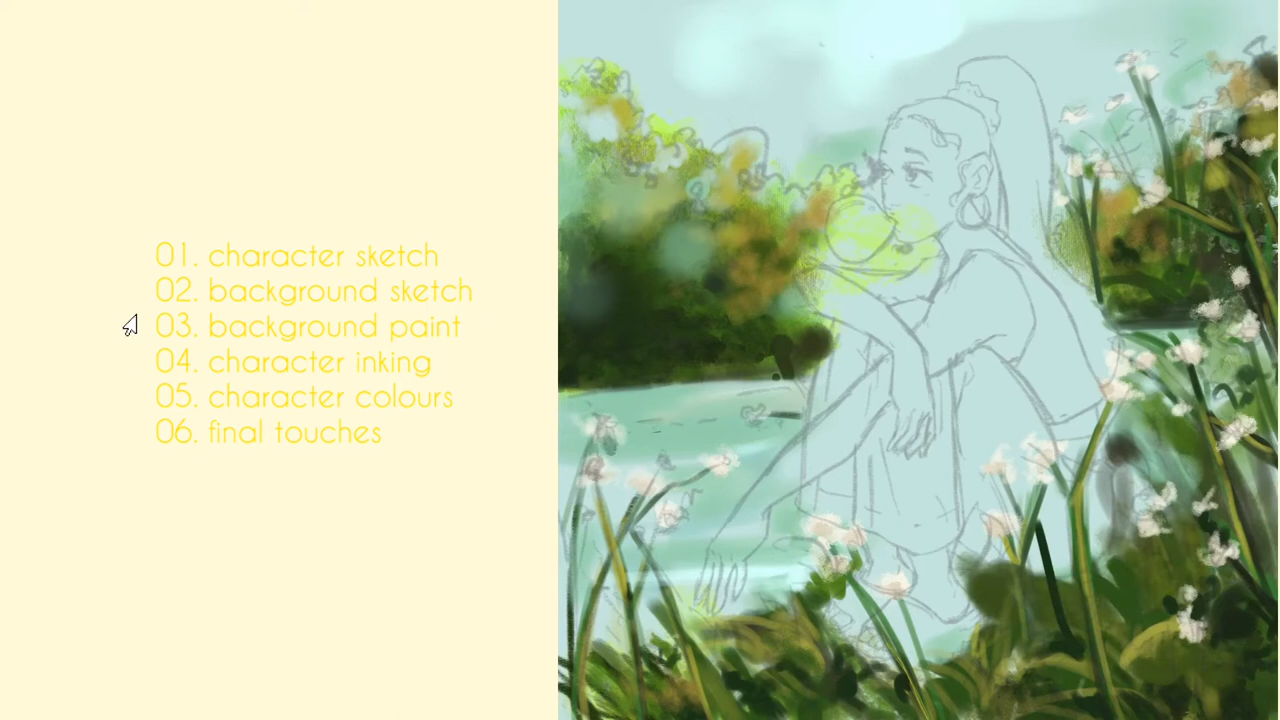 01. character sketch
02. background sketch
03. background paint
04. character inking
05. character colours
06. final touches